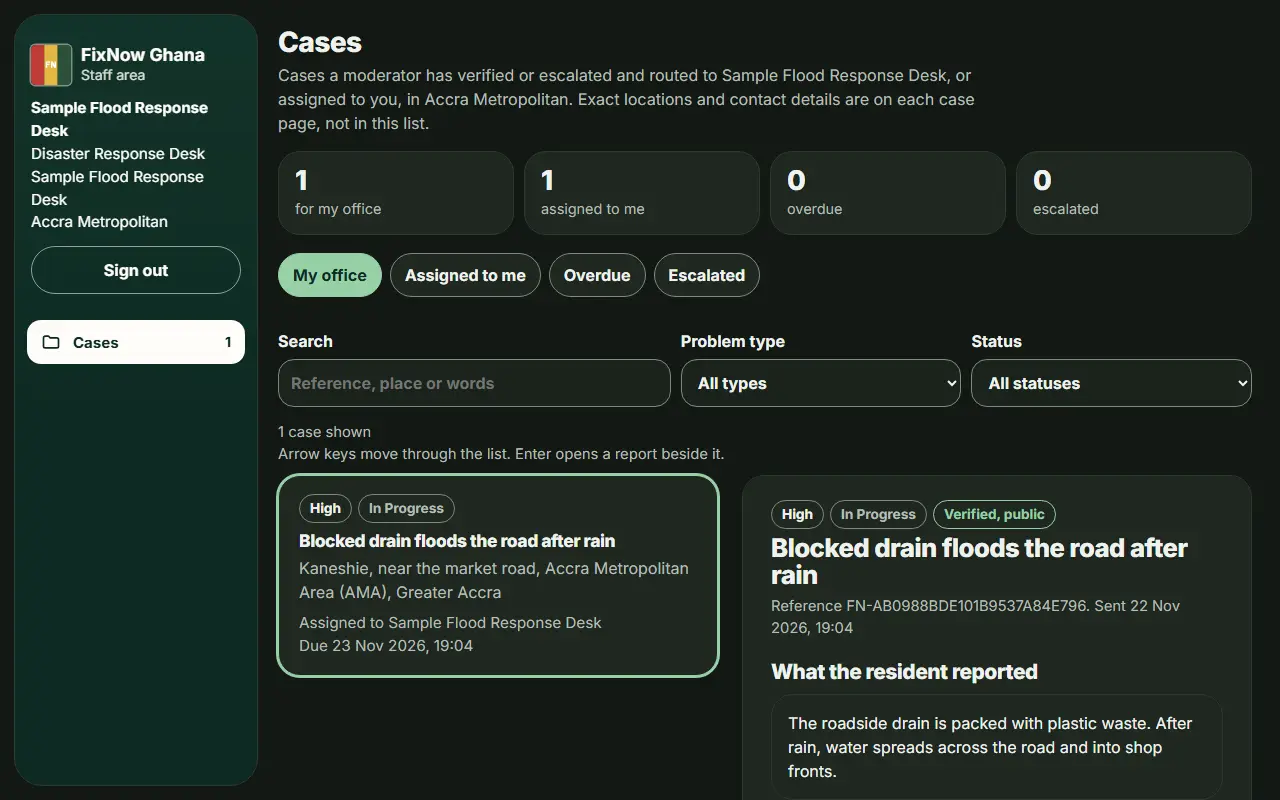 FN
FixNow Ghana
Staff area
Sample Flood Response
Desk
Disaster Response Desk
Sample Flood Response
Desk
Accra Metropolitan
Sign out
Cases 1
Cases
Cases a moderator has verified or escalated and routed to Sample Flood Response Desk, or
assigned to you, in Accra Metropolitan. Exact locations and contact details are on each case
page, not in this list.
1
for my office
1
assigned to me
0
overdue
0
escalated
My office
Assigned to me
Overdue
Escalated
Search
Reference, place or words
Problem type
All types
Status
All statuses
1 case shown
Arrow keys move through the list. Enter opens a report beside it.
High
In Progress
Blocked drain floods the road after rain
Kaneshie, near the market road, Accra Metropolitan
Area (AMA), Greater Accra
Assigned to Sample Flood Response Desk
Due 23 Nov 2026, 19:04
High
In Progress
Verified, public
Blocked drain floods the road after
rain
Reference FN-AB0988BDE101B9537A84E796. Sent 22 Nov
2026, 19:04
What the resident reported
The roadside drain is packed with plastic waste. After
rain, water spreads across the road and into shop
fronts.